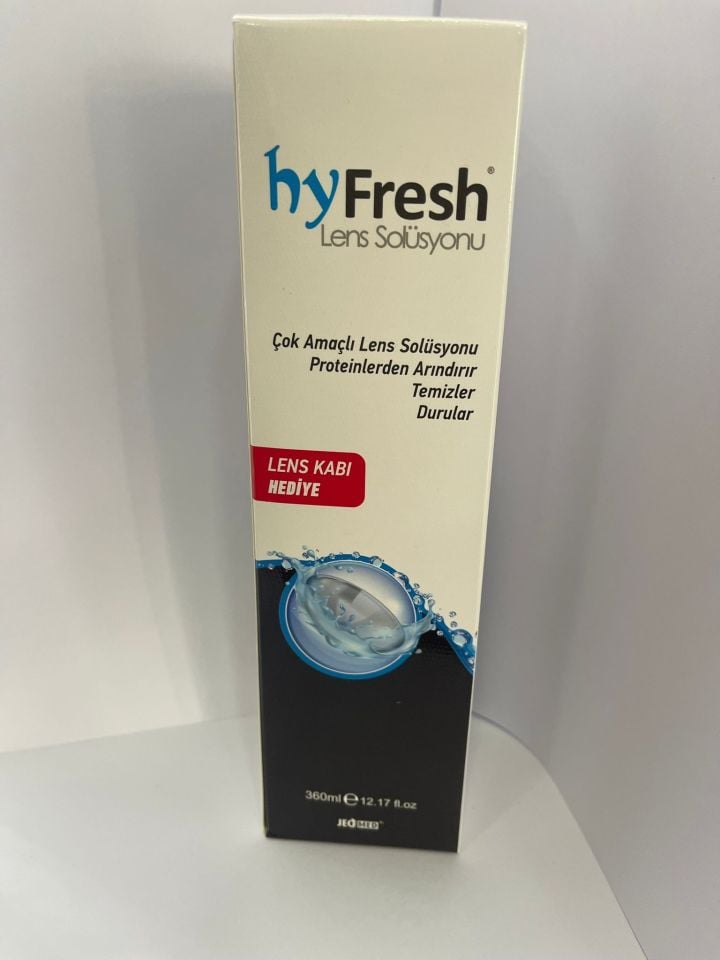 hyFresh®
Lens Solüsyonu
Çok Amaçlı Lens Solüsyonu
Proteinlerden Arındırır
Temizler
Durular
LENS KABI
HEDİYE
360ml ℮ 12.17 fl.oz
JEOMED